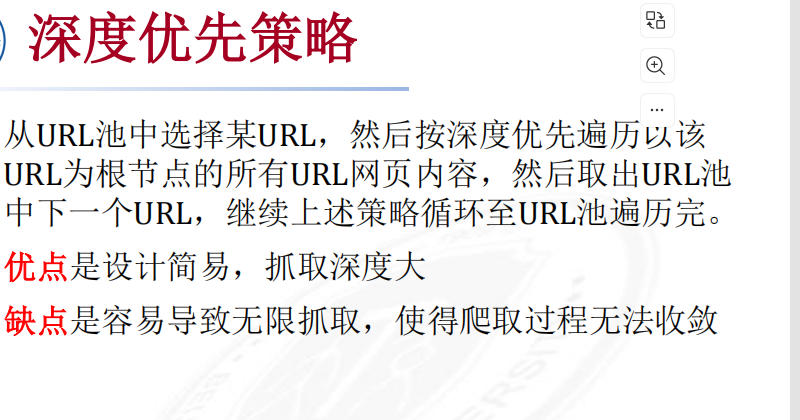 深度优先策略
从URL池中选择某URL，然后按深度优先遍历以该
URL为根节点的所有URL网页内容，然后取出URL池
中下一个URL，继续上述策略循环至URL池遍历完。
优点是设计简易，抓取深度大
缺点是容易导致无限抓取，使得爬取过程无法收敛